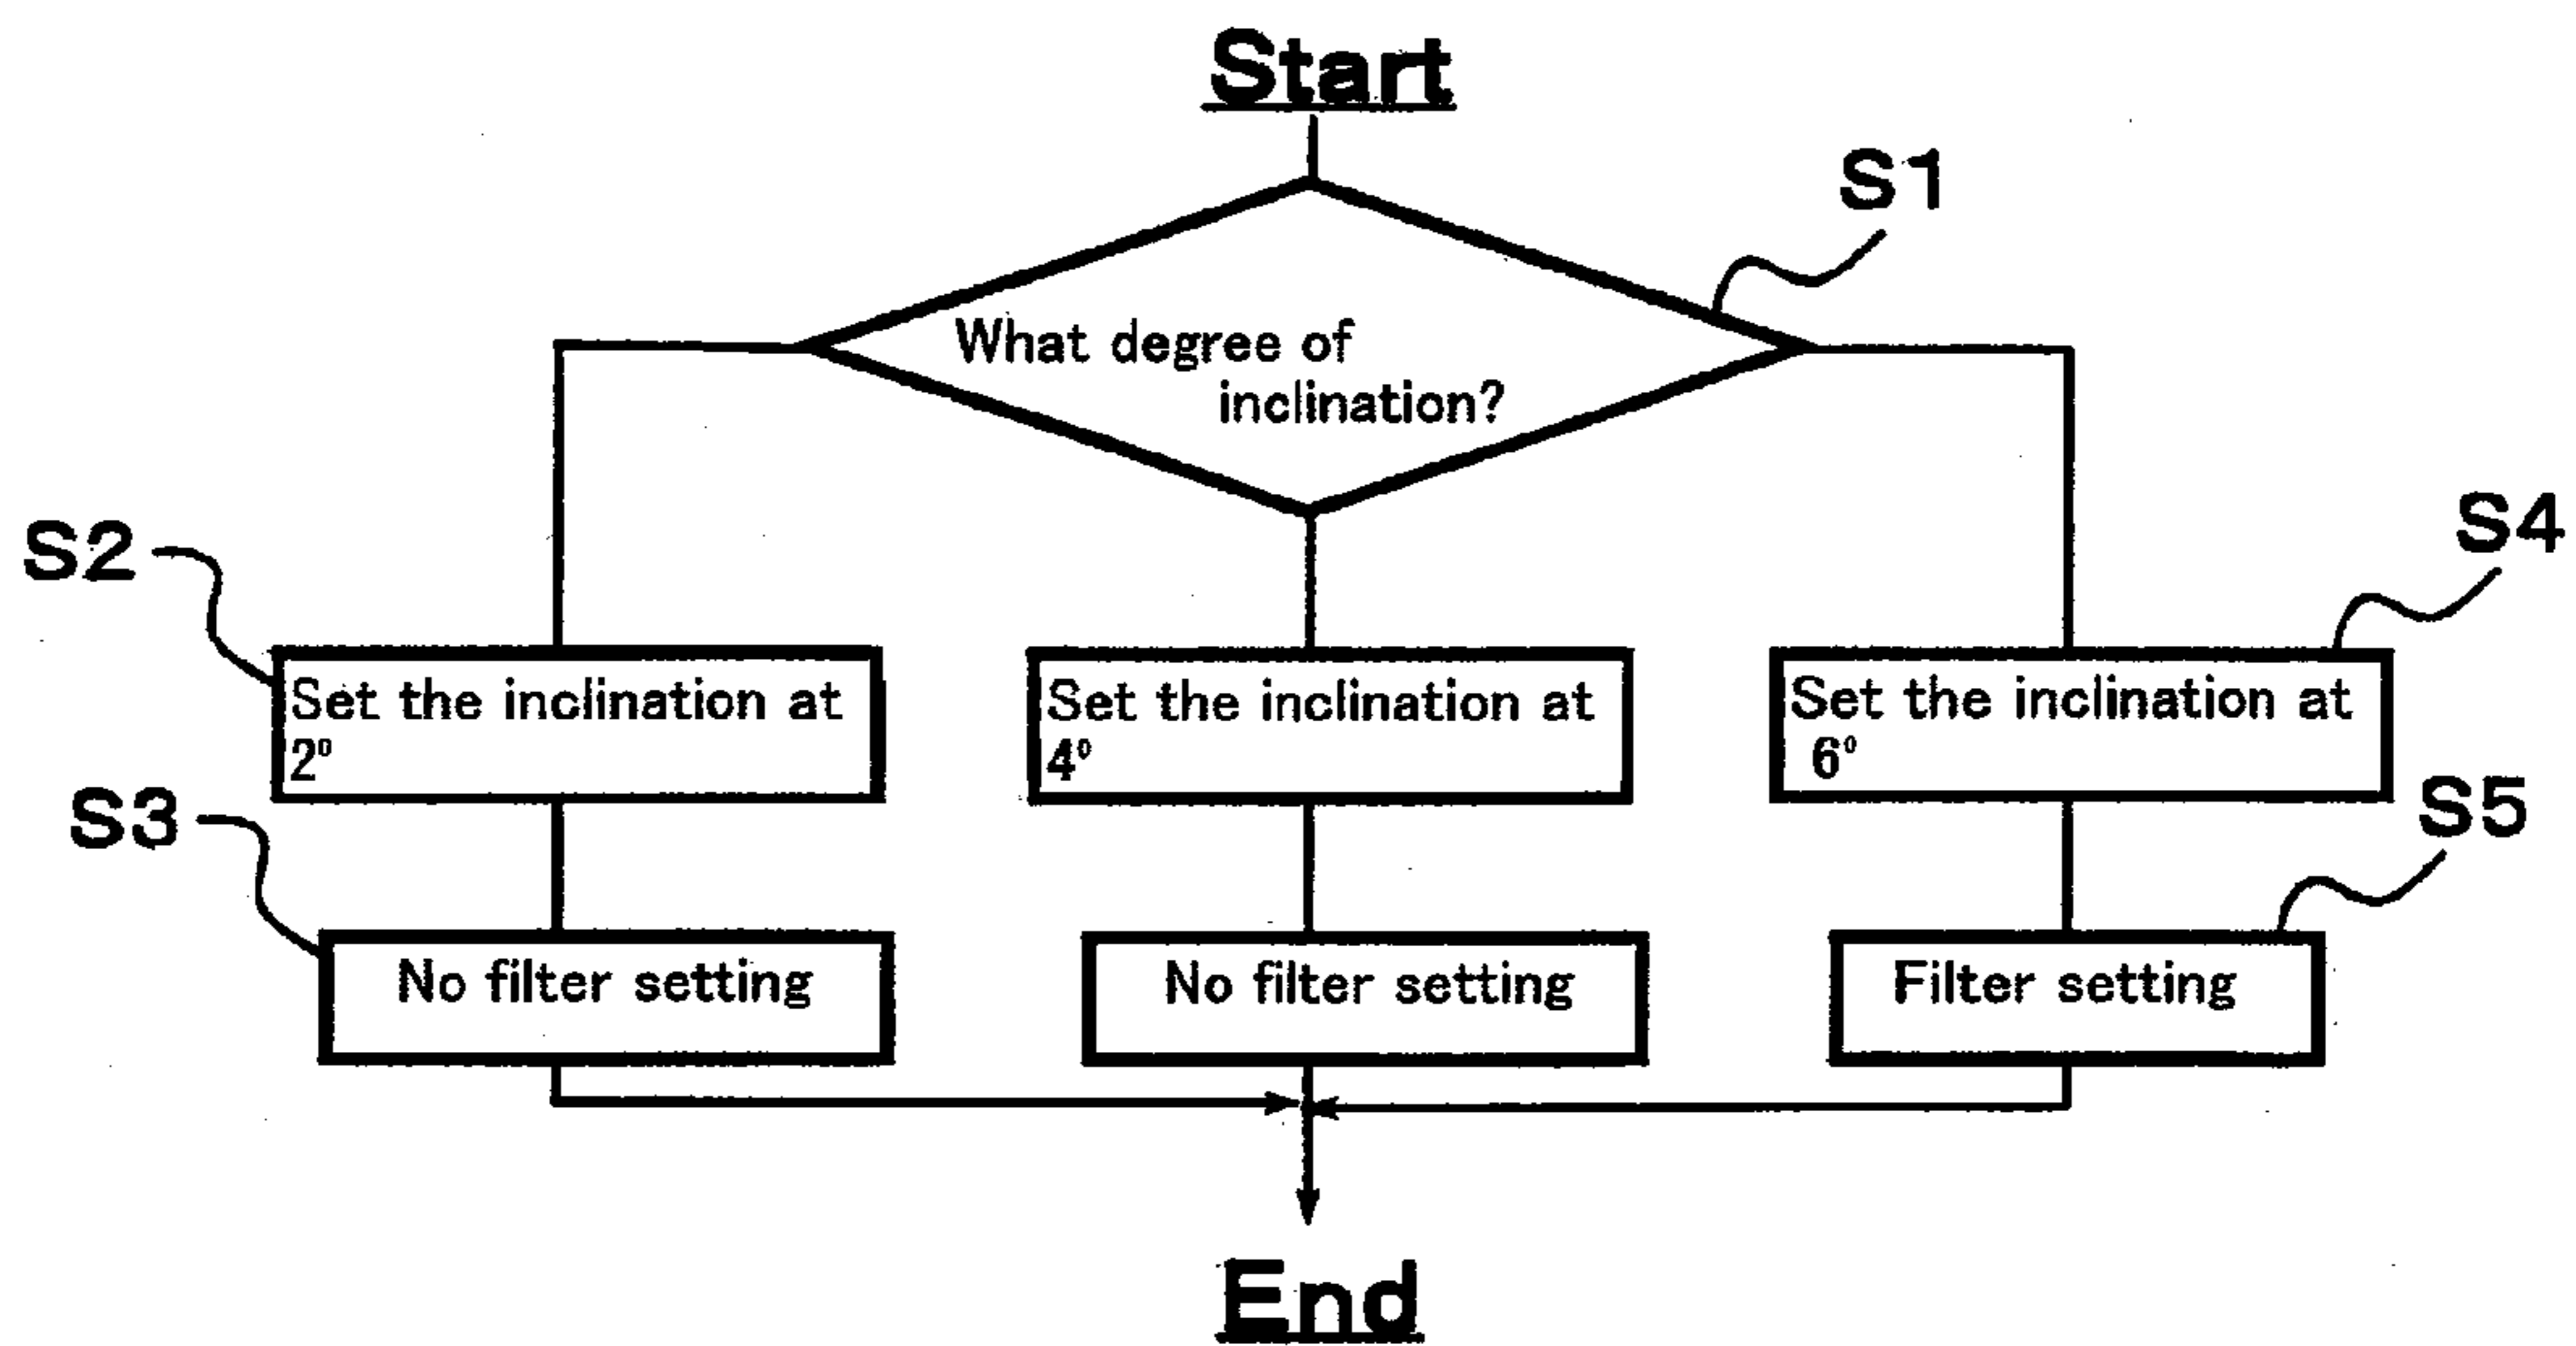 Start
S1
What degree of
inclination?
S2
S4
Set the inclination at
2°
Set the inclination at
4°
Set the inclination at
6°
S3
S5
No filter setting
No filter setting
Filter setting
End